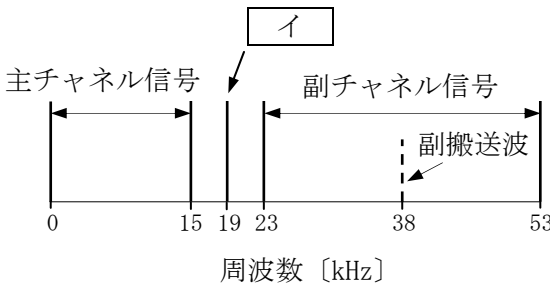 イ
主チャネル信号
副チャネル信号
副搬送波
0 15 19 23 38 53
周波数〔kHz〕